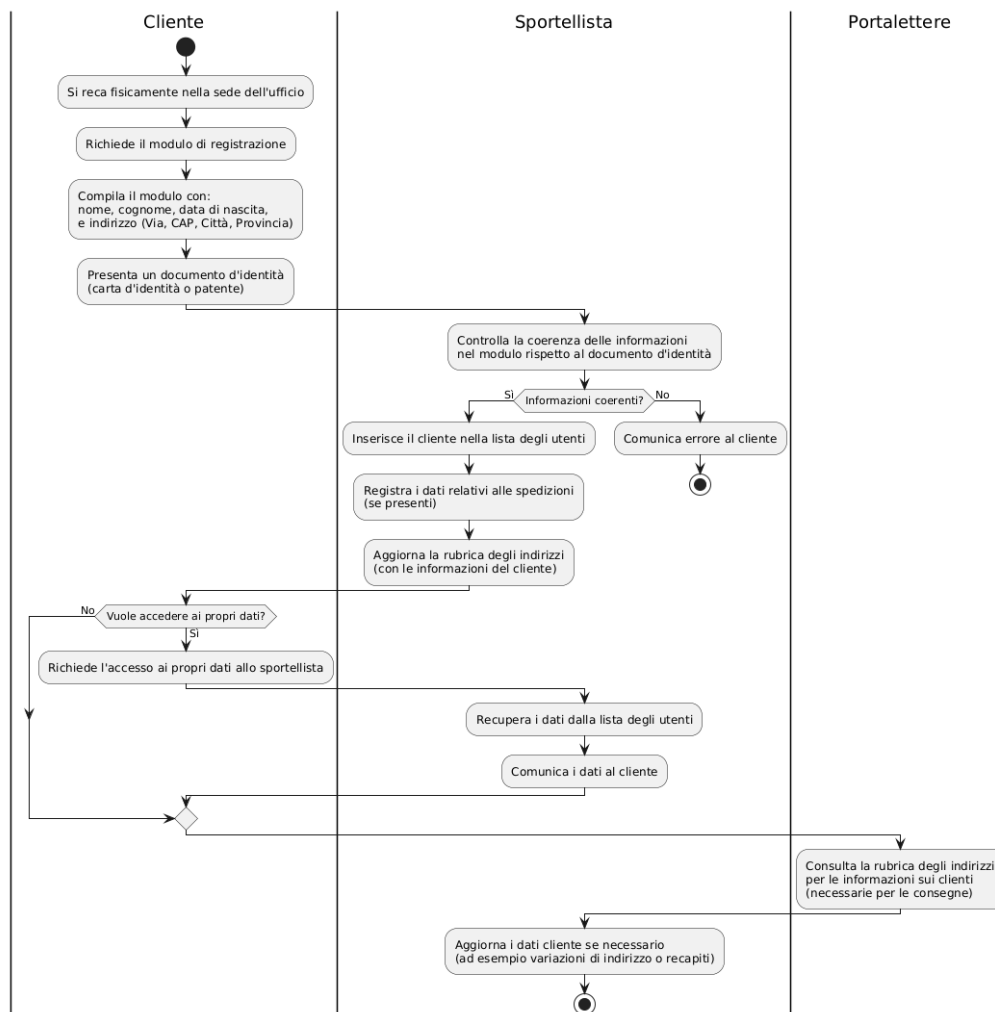 Cliente
Sportellista
Portalettere
Si reca fisicamente nella sede dell'ufficio
Richiede il modulo di registrazione
Compila il modulo con:
nome, cognome, data di nascita,
e indirizzo (Via, CAP, Città, Provincia)
Presenta un documento d'identità
(carta d'identità o patente)
Controlla la coerenza delle informazioni
nel modulo rispetto al documento d'identità
Sì
Informazioni coerenti?
No
Inserisce il cliente nella lista degli utenti
Comunica errore al cliente
Registra i dati relativi alle spedizioni
(se presenti)
Aggiorna la rubrica degli indirizzi
(con le informazioni del cliente)
No
Vuole accedere ai propri dati?
Sì
Richiede l'accesso ai propri dati allo sportellista
Recupera i dati dalla lista degli utenti
Comunica i dati al cliente
Consulta la rubrica degli indirizzi
per le informazioni sui clienti
(necessarie per le consegne)
Aggiorna i dati cliente se necessario
(ad esempio variazioni di indirizzo o recapiti)